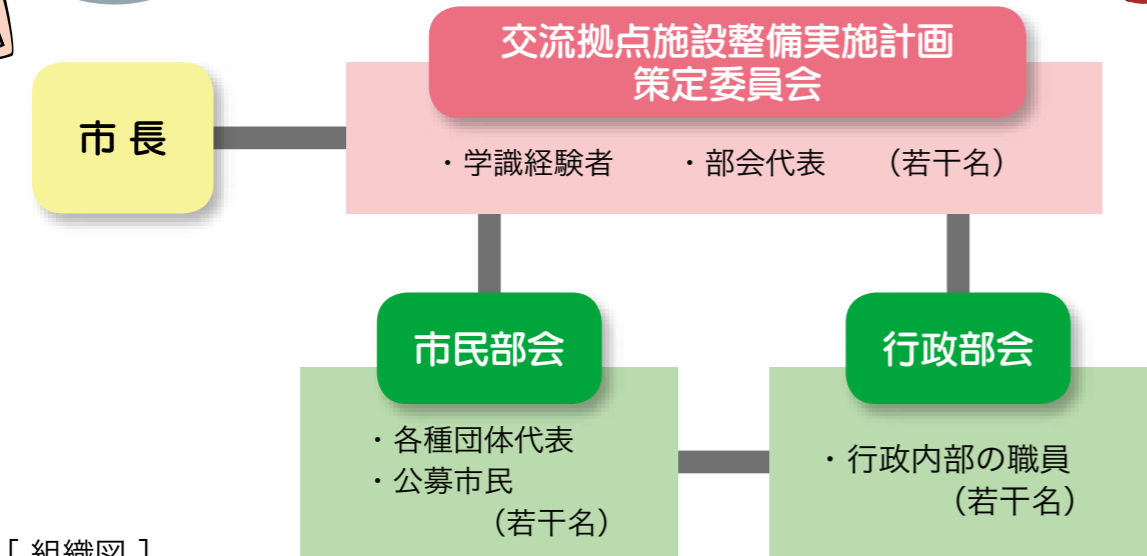 交流拠点施設整備実施計画
策定委員会
市長
・学識経験者　・部会代表　（若干名）
市民部会
行政部会
・各種団体代表
・公募市民
（若干名）
・行政内部の職員
（若干名）
［ 組織図 ］